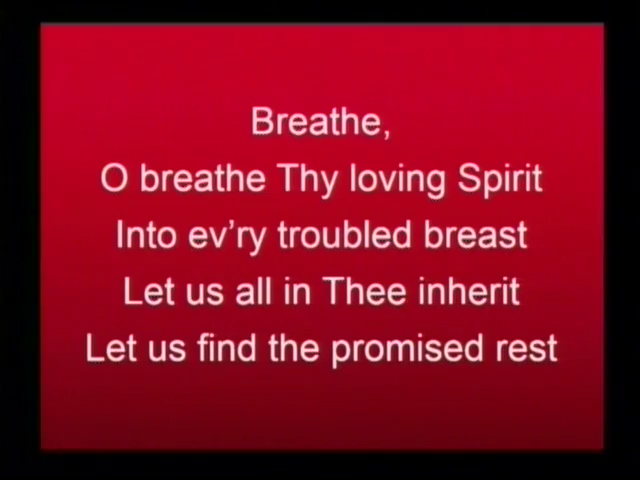 Breathe,
O breathe Thy loving Spirit
Into ev’ry troubled breast
Let us all in Thee inherit
Let us find the promised rest